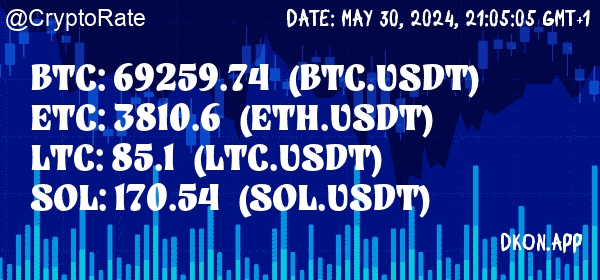 @CryptoRate
DATE: MAY 30, 2024, 21:05:05 GMT+1
BTC: 69259.74 (BTC.USDT)
ETC: 3810.6 (ETH.USDT)
LTC: 85.1 (LTC.USDT)
SOL: 170.54 (SOL.USDT)
DKON.APP